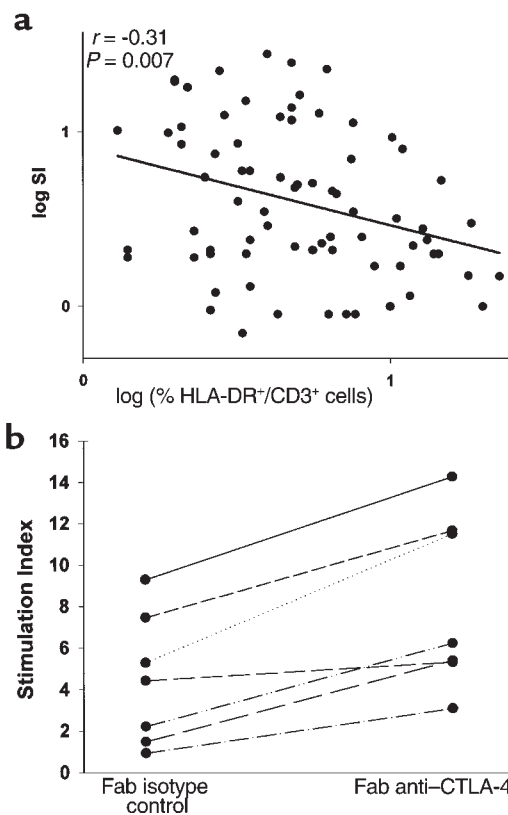 a
r = -0.31
P = 0.007
1
log SI
0
0
1
log (% HLA-DR⁺/CD3⁺ cells)
b
16
14
12
10
8
6
4
2
0
Stimulation Index
Fab isotype
control
Fab anti–CTLA-4